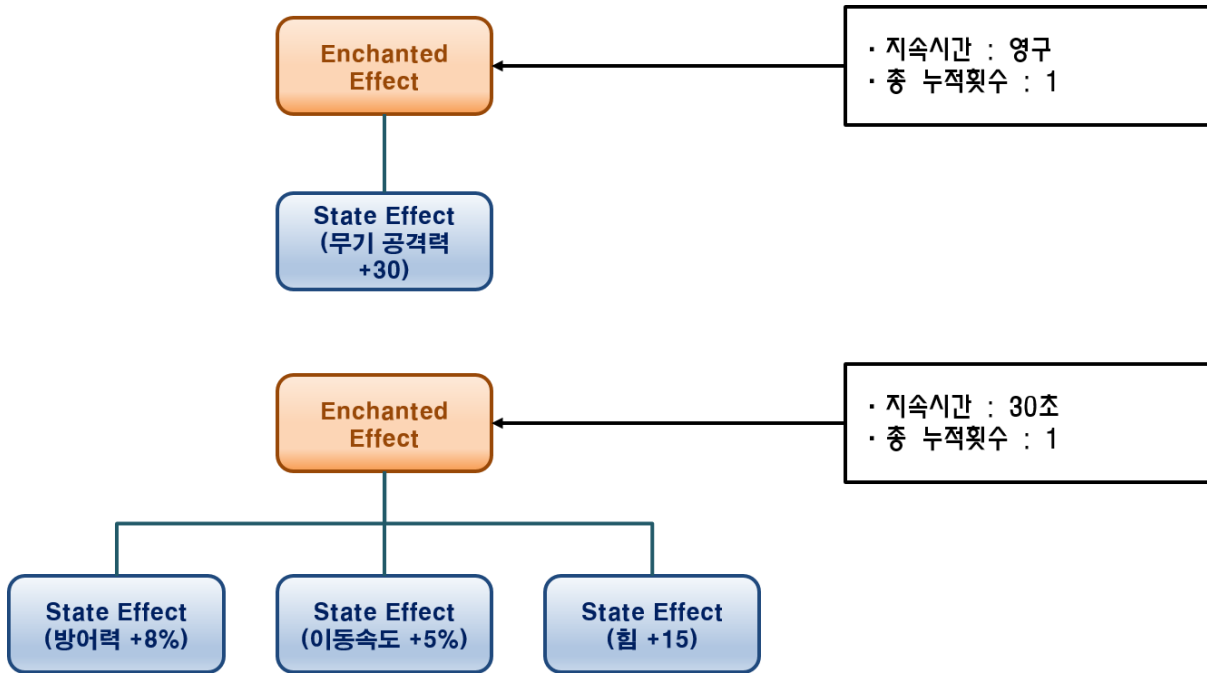 Enchanted
Effect
· 지속시간 : 영구
· 총 누적횟수 : 1
State Effect
(무기 공격력
+30)
Enchanted
Effect
· 지속시간 : 30초
· 총 누적횟수 : 1
State Effect
(방어력 +8%)
State Effect
(이동속도 +5%)
State Effect
(힘 +15)